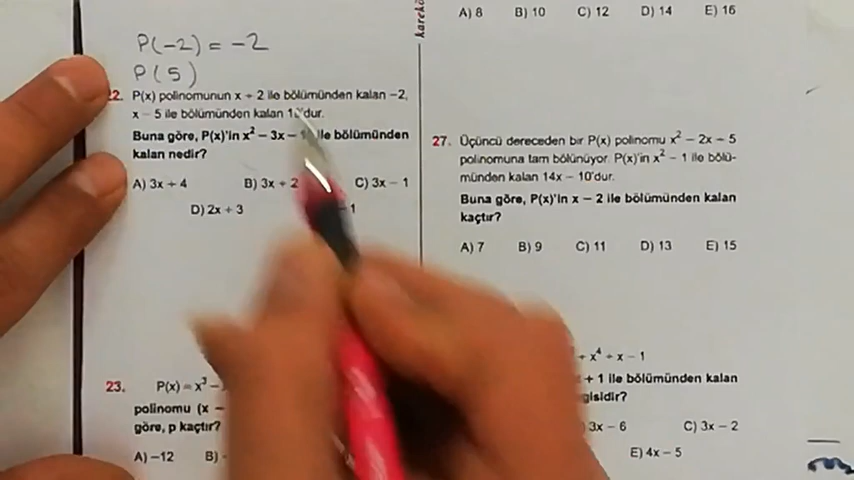 P(-2) = -2
P(5)
22. P(x) polinomunun x + 2 ile bölümünden kalan -2,
x - 5 ile bölümünden kalan
Buna göre, P(x)'in x² - 3x - ile bölümünden
kalan nedir?
A) 3x + 4 B) 3x + 2 C) 3x - 1
D) 2x + 3 - 1
23. P(x) = x³ -
polinomu (x -
göre, p kaçtır?
A) -12 B) -
karekö
A) 8 B) 10 C) 12 D) 14 E) 16
27. Üçüncü dereceden bir P(x) polinomu x² - 2x - 5
polinomuna tam bölünüyor. P(x)'in x² - 1 ile bölü-
münden kalan 14x - 10'dur.
Buna göre, P(x)'in x - 2 ile bölümünden kalan
kaçtır?
A) 7 B) 9 C) 11 D) 13 E) 15
+ x⁴ + x - 1
+ 1 ile bölümünden kalan
gisidir?
) 3x - 6 C) 3x - 2
E) 4x - 5